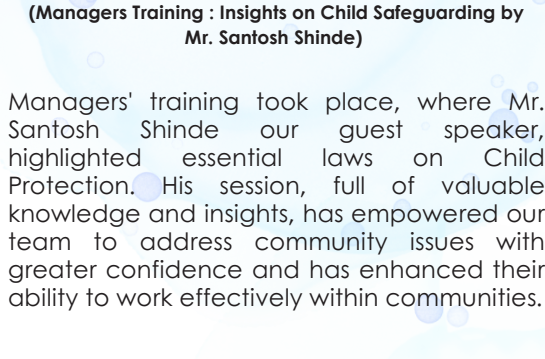 (Managers Training : Insights on Child Safeguarding by
Mr. Santosh Shinde)
Managers' training took place, where Mr.
Santosh Shinde our guest speaker,
highlighted essential laws on Child
Protection. His session, full of valuable
knowledge and insights, has empowered our
team to address community issues with
greater confidence and has enhanced their
ability to work effectively within communities.